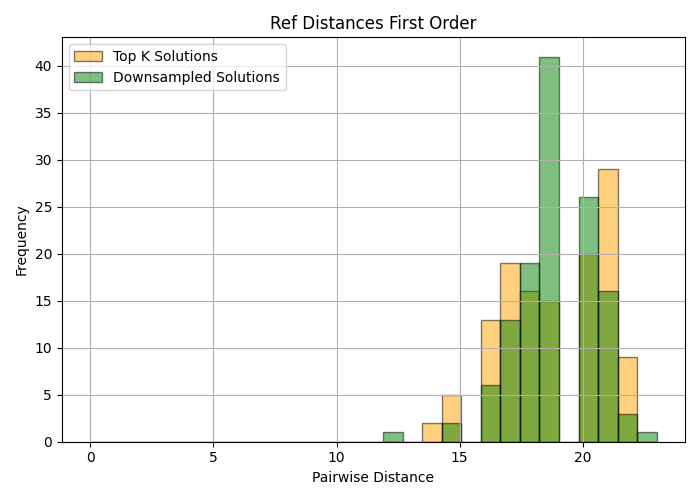 Ref Distances First Order
Top K Solutions
Downsampled Solutions
Frequency
40
35
30
25
20
15
10
5
0
0 5 10 15 20
Pairwise Distance